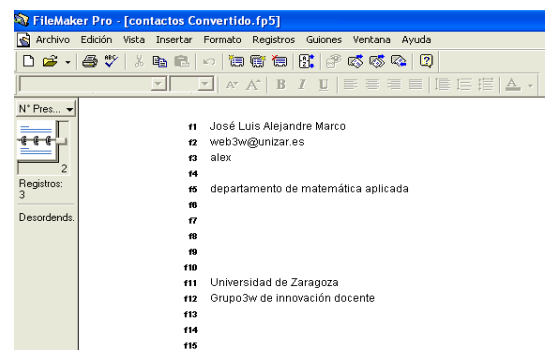 FileMaker Pro - [contactos Convertido.fp5]
Archivo Edición Vista Insertar Formato Registros Guiones Ventana Ayuda
B I U A
N° Pres...
2
Registros:
3
Desordends.
f1 José Luis Alejandre Marco
f2 web3w@unizar.es
f3 alex
f4
f5 departamento de matemática aplicada
f6
f7
f8
f9
f10
f11 Universidad de Zaragoza
f12 Grupo3w de innovación docente
f13
f14
f15